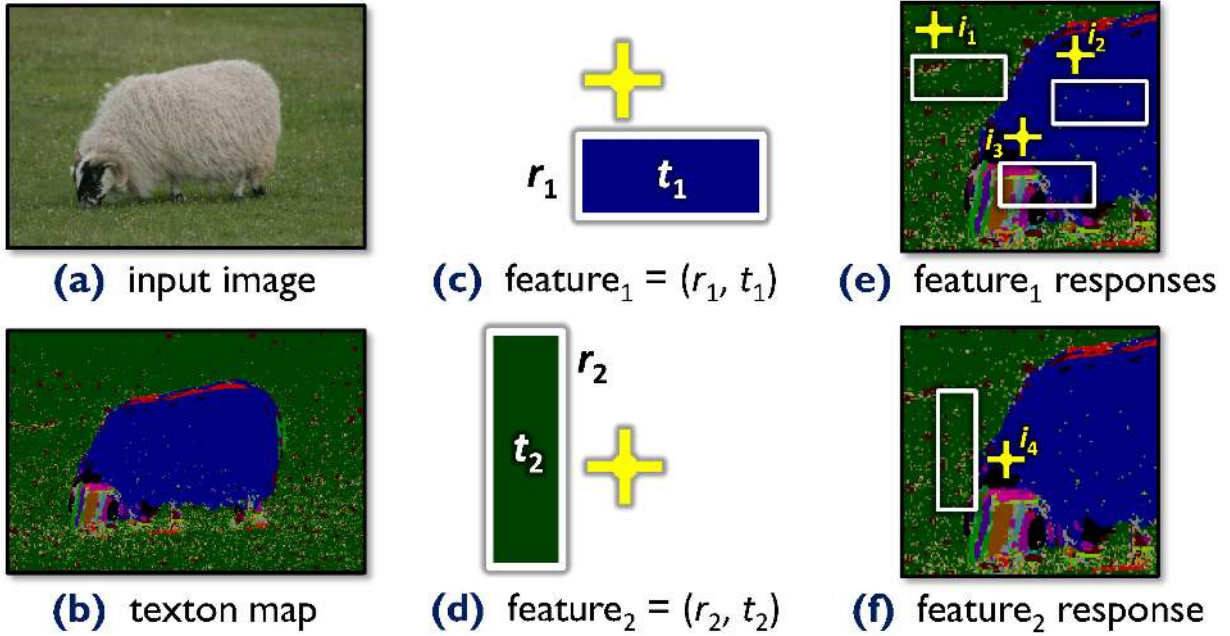 r₁
t₁
i₁
i₂
i₃
(a) input image
(c) feature₁ = (r₁, t₁)
(e) feature₁ responses
r₂
t₂
i₄
(b) texton map
(d) feature₂ = (r₂, t₂)
(f) feature₂ response